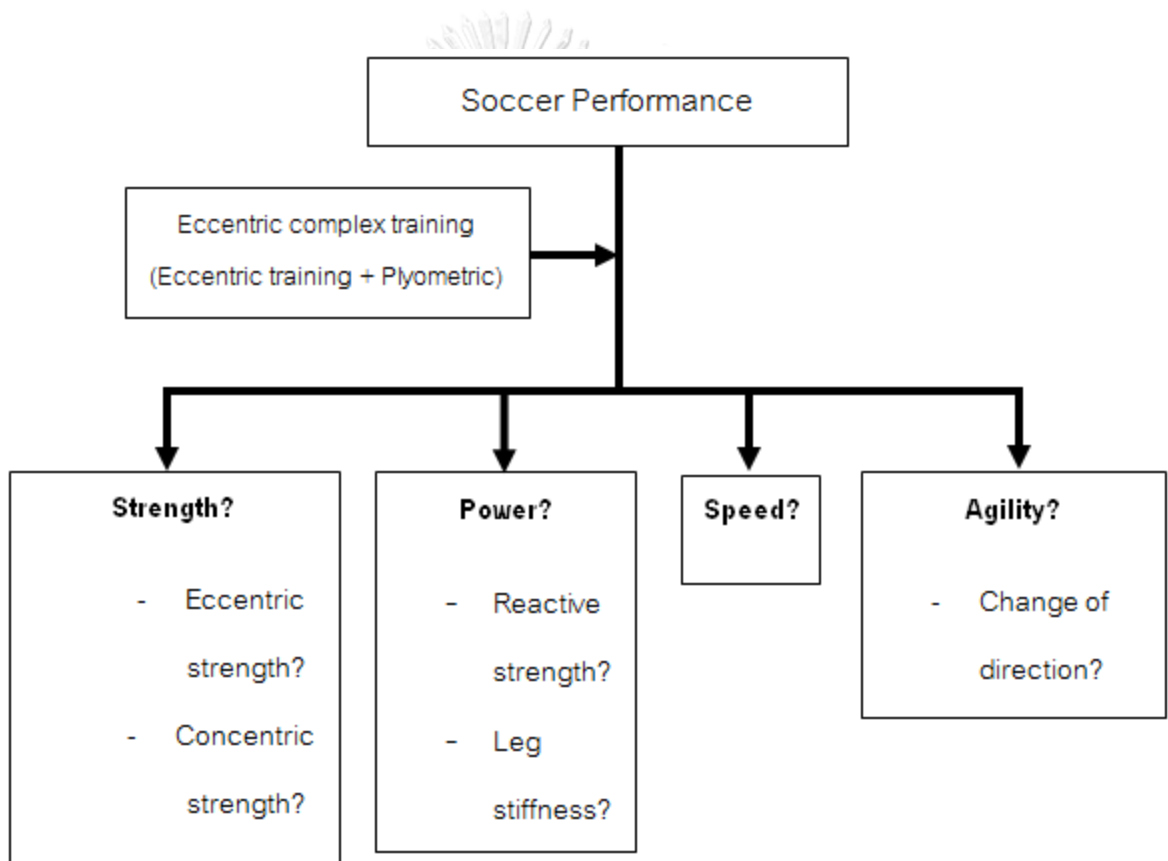 Soccer Performance
Eccentric complex training
(Eccentric training + Plyometric)
Strength?
- Eccentric
strength?
- Concentric
strength?
Power?
- Reactive
strength?
- Leg
stiffness?
Speed?
Agility?
- Change of
direction?